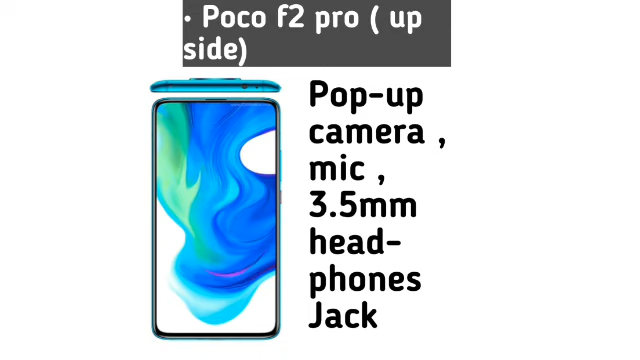 • Poco f2 pro ( up
side)
Pop-up
camera ,
mic ,
3.5mm
head-
phones
Jack